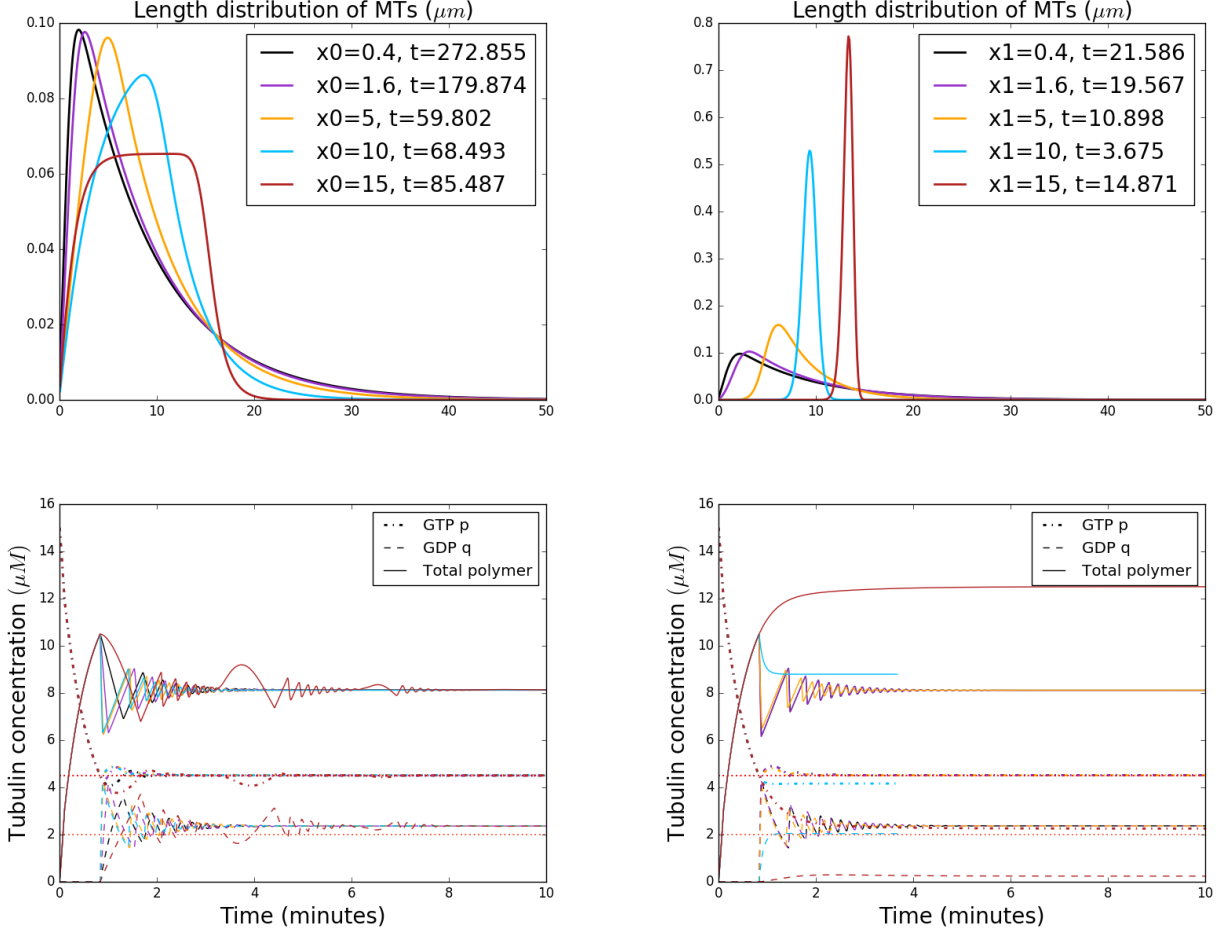 Length distribution of MTs (μm)
0.10
0.08
0.06
0.04
0.02
0.00
x0=0.4, t=272.855
x0=1.6, t=179.874
x0=5, t=59.802
x0=10, t=68.493
x0=15, t=85.487
0 10 20 30 40 50
Length distribution of MTs (μm)
0.8
0.7
0.6
0.5
0.4
0.3
0.2
0.1
0.0
x1=0.4, t=21.586
x1=1.6, t=19.567
x1=5, t=10.898
x1=10, t=3.675
x1=15, t=14.871
0 10 20 30 40 50
Tubulin concentration (μM)
16
14
12
10
8
6
4
2
0
GTP p
GDP q
Total polymer
0 2 4 6 8 10
Time (minutes)
Tubulin concentration (μM)
16
14
12
10
8
6
4
2
0
GTP p
GDP q
Total polymer
0 2 4 6 8 10
Time (minutes)